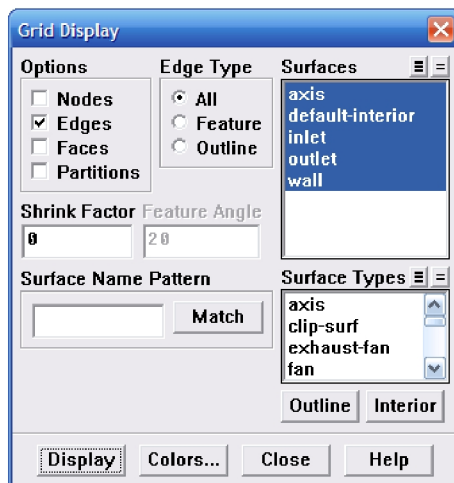 Grid Display
Options
Nodes
Edges
Faces
Partitions
Edge Type
All
Feature
Outline
Surfaces
axis
default-interior
inlet
outlet
wall
Shrink Factor
0
Feature Angle
20
Surface Name Pattern
Match
Surface Types
axis
clip-surf
exhaust-fan
fan
Outline
Interior
Display
Colors...
Close
Help